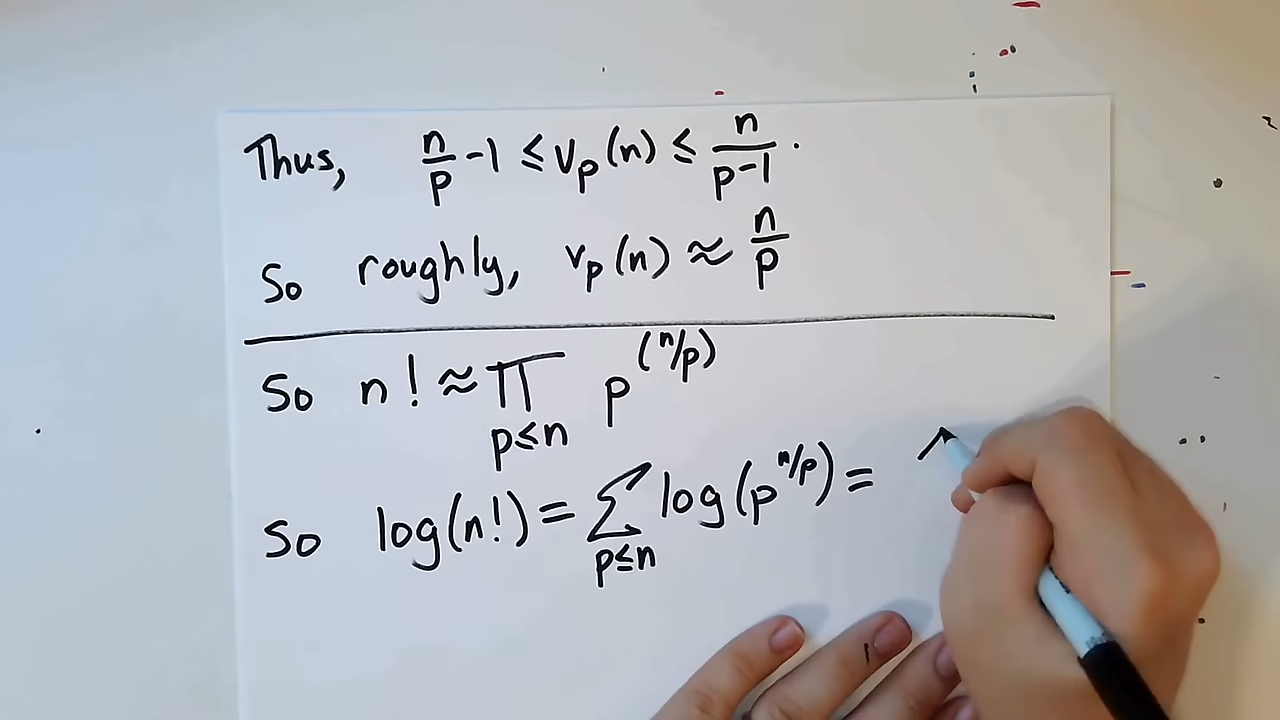 Thus, n/p - 1 ≤ v_p(n) ≤ n/(p-1).
So roughly, v_p(n) ≈ n/p
So n! ≈ ∏_{p≤n} p^(n/p)
So log(n!) = ∑_{p≤n} log(p^{n/p}) =